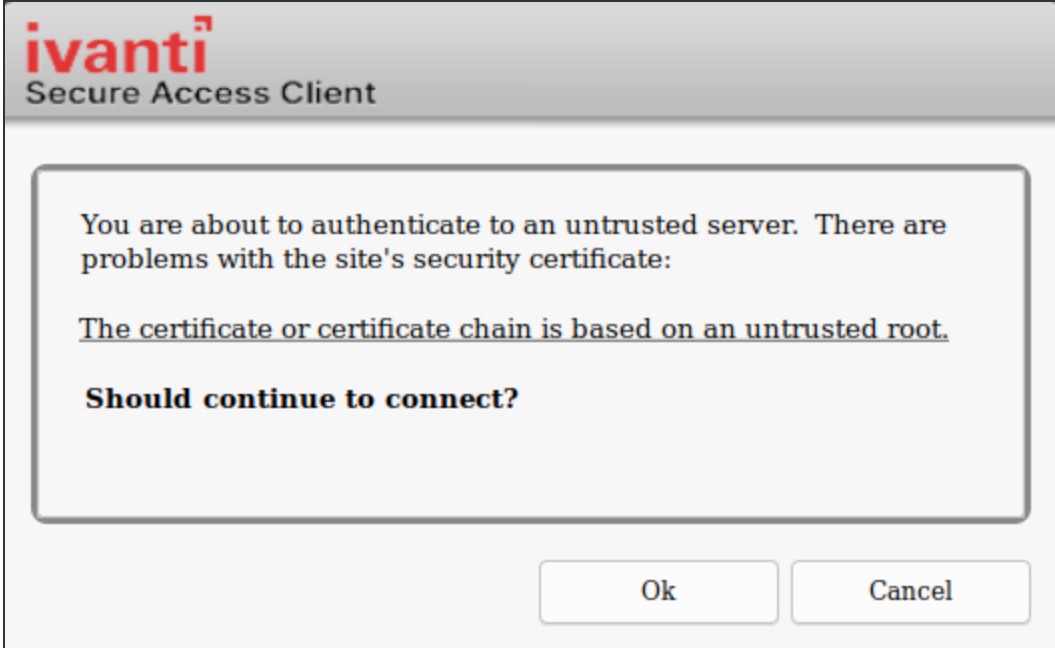 ivanti
Secure Access Client
You are about to authenticate to an untrusted server.  There are
problems with the site's security certificate:
The certificate or certificate chain is based on an untrusted root.
Should continue to connect?
Ok
Cancel